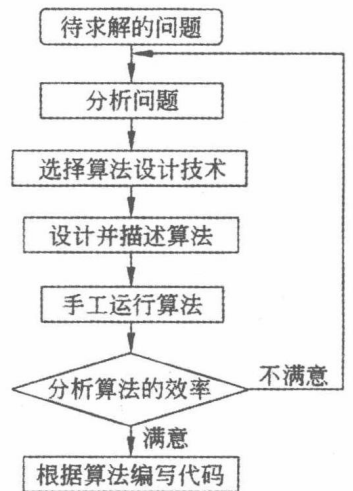 待求解的问题
分析问题
选择算法设计技术
设计并描述算法
手工运行算法
分析算法的效率
不满意
满意
根据算法编写代码